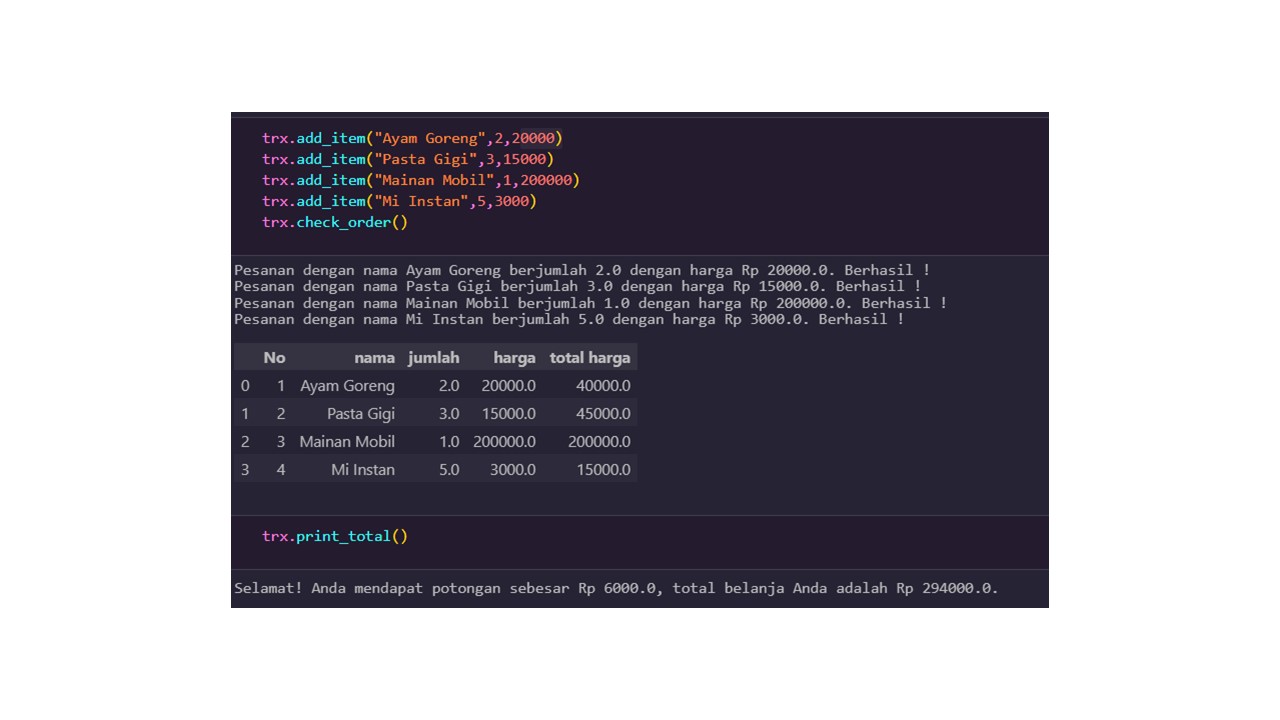 trx.add_item("Ayam Goreng",2,20000)
trx.add_item("Pasta Gigi",3,15000)
trx.add_item("Mainan Mobil",1,200000)
trx.add_item("Mi Instan",5,3000)
trx.check_order()
Pesanan dengan nama Ayam Goreng berjumlah 2.0 dengan harga Rp 20000.0. Berhasil !
Pesanan dengan nama Pasta Gigi berjumlah 3.0 dengan harga Rp 15000.0. Berhasil !
Pesanan dengan nama Mainan Mobil berjumlah 1.0 dengan harga Rp 200000.0. Berhasil !
Pesanan dengan nama Mi Instan berjumlah 5.0 dengan harga Rp 3000.0. Berhasil !
No nama jumlah harga total harga
0 1 Ayam Goreng 2.0 20000.0 40000.0
1 2 Pasta Gigi 3.0 15000.0 45000.0
2 3 Mainan Mobil 1.0 200000.0 200000.0
3 4 Mi Instan 5.0 3000.0 15000.0
trx.print_total()
Selamat! Anda mendapat potongan sebesar Rp 6000.0, total belanja Anda adalah Rp 294000.0.